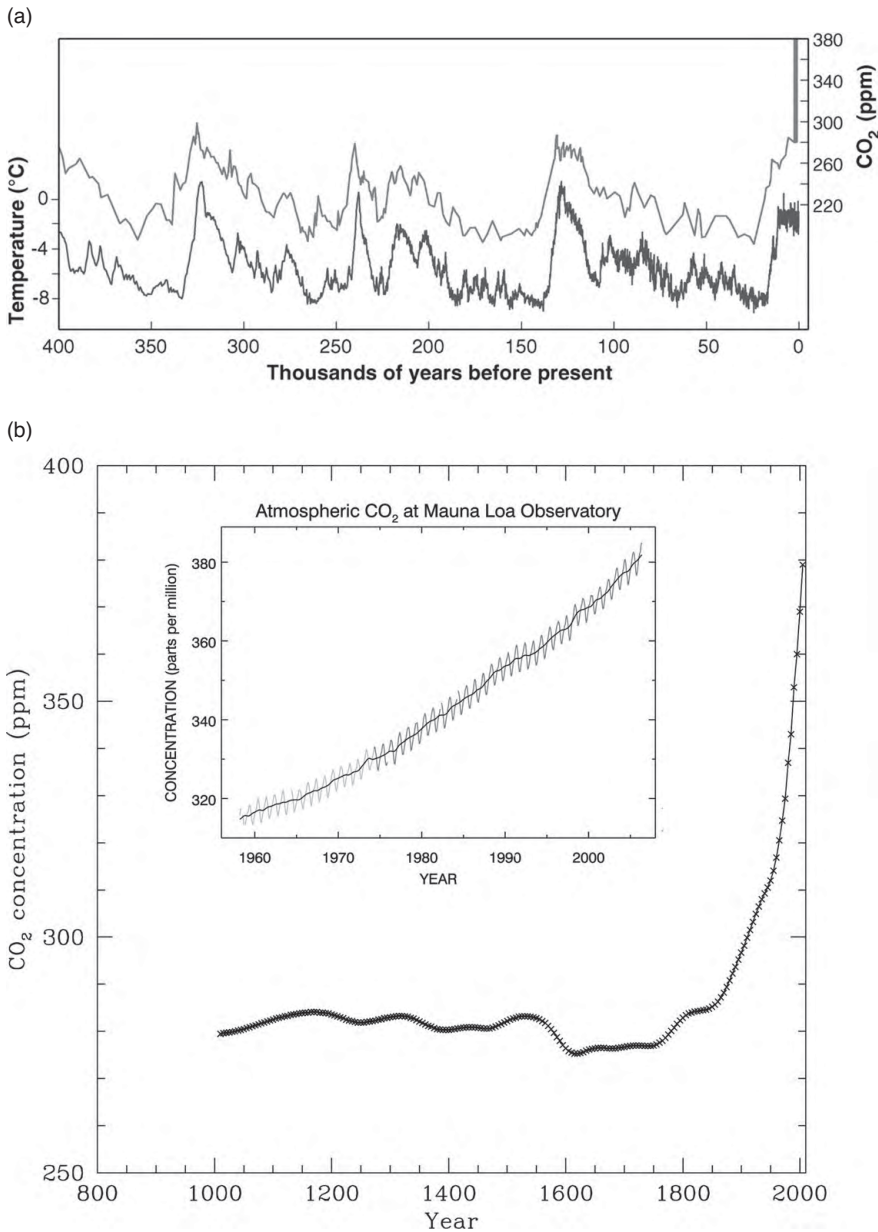 (a)
380
340
300
260
220
CO2 (ppm)
Temperature (°C)
0
-4
-8
400 350 300 250 200 150 100 50 0
Thousands of years before present
(b)
400
350
300
250
CO2 concentration (ppm)
Atmospheric CO2 at Mauna Loa Observatory
CONCENTRATION (parts per million)
380
360
340
320
1960 1970 1980 1990 2000
YEAR
800 1000 1200 1400 1600 1800 2000
Year